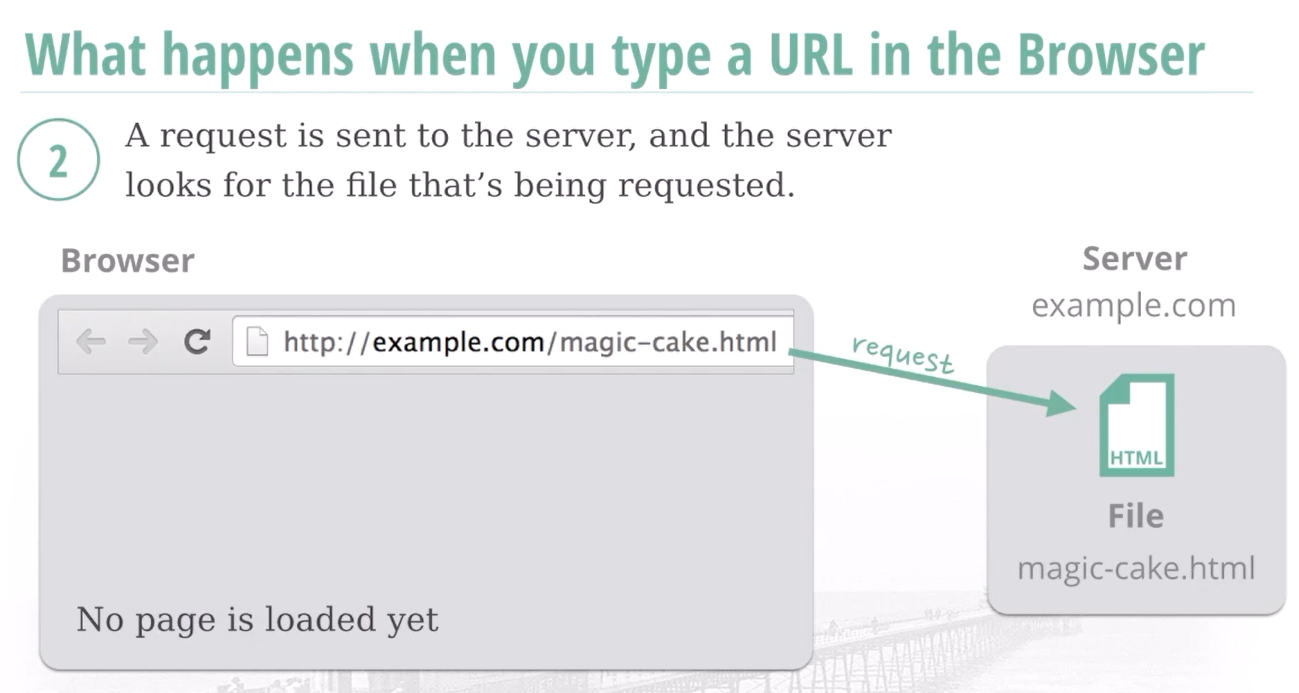 What happens when you type a URL in the Browser
2
A request is sent to the server, and the server
looks for the file that’s being requested.
Browser
http://example.com/magic-cake.html
No page is loaded yet
request
Server
example.com
HTML
File
magic-cake.html